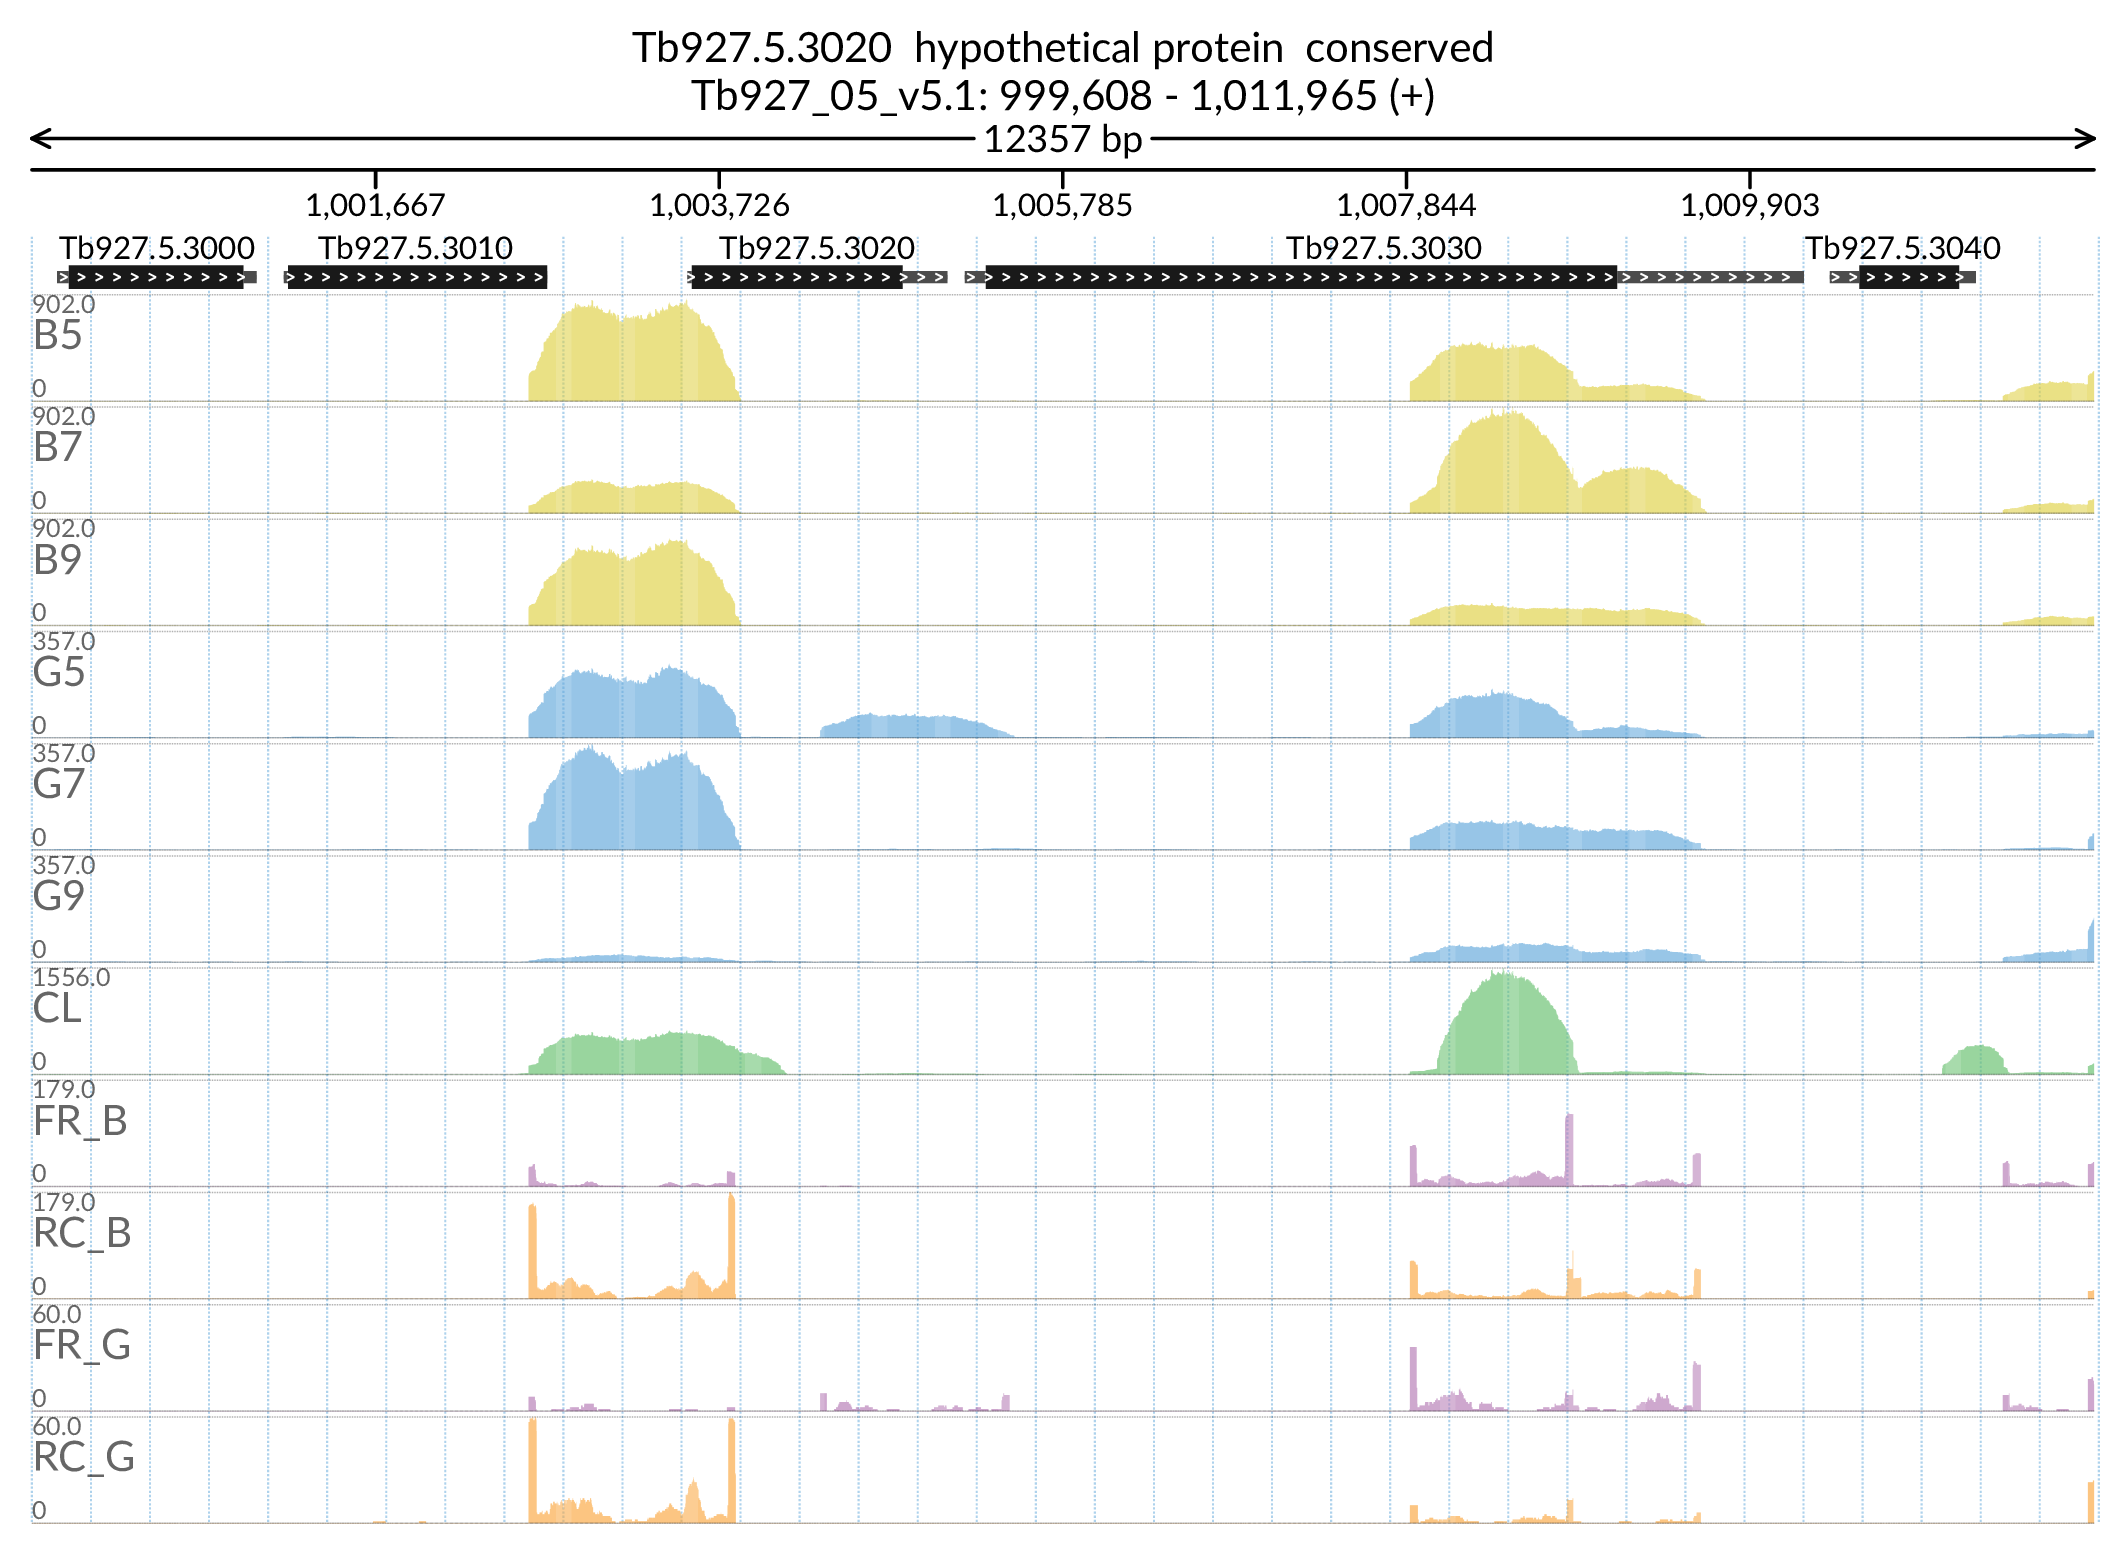 Tb927.5.3020  hypothetical protein  conserved
Tb927_05_v5.1: 999,608 - 1,011,965 (+)
12357 bp
1,001,667 1,003,726 1,005,785 1,007,844 1,009,903
Tb927.5.3000 Tb927.5.3010 Tb927.5.3020 Tb927.5.3030 Tb927.5.3040
902.0
B5
0
902.0
B7
0
902.0
B9
0
357.0
G5
0
357.0
G7
0
357.0
G9
0
1556.0
CL
0
179.0
FR_B
0
179.0
RC_B
0
60.0
FR_G
0
60.0
RC_G
0